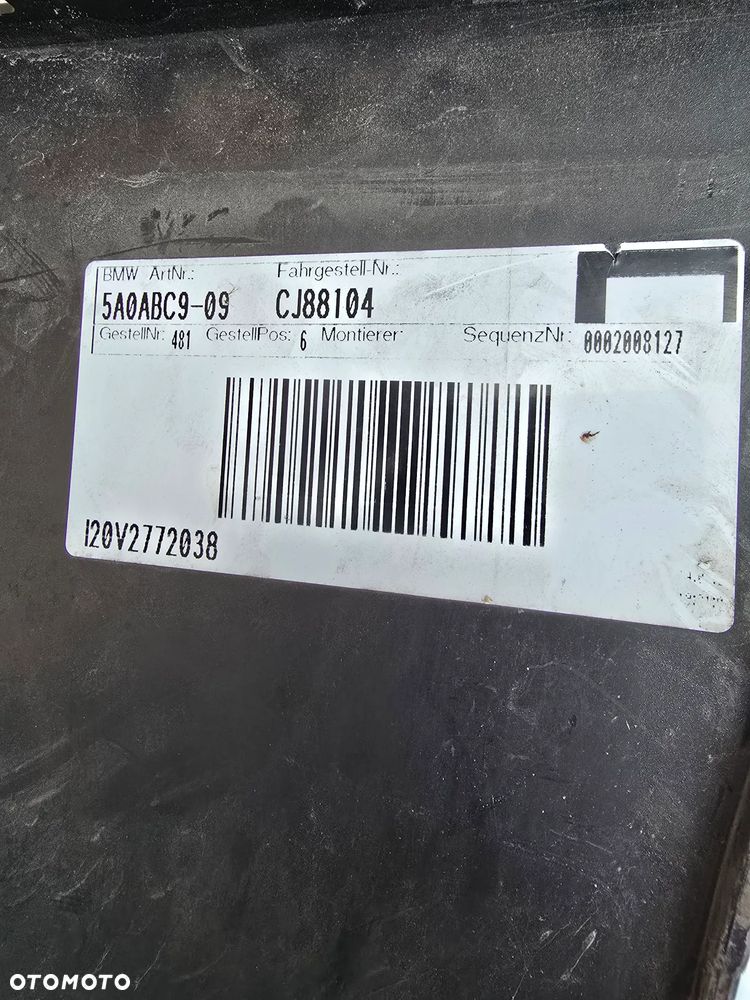 BMW ArtNr.: Fahrgestell-Nr.:
5A0ABC9-09 CJ88104
GestellNr: 481 GestellPos: 6 Montierer: SequenzNr: 0002008127
I20V2772038
OTOMOTO